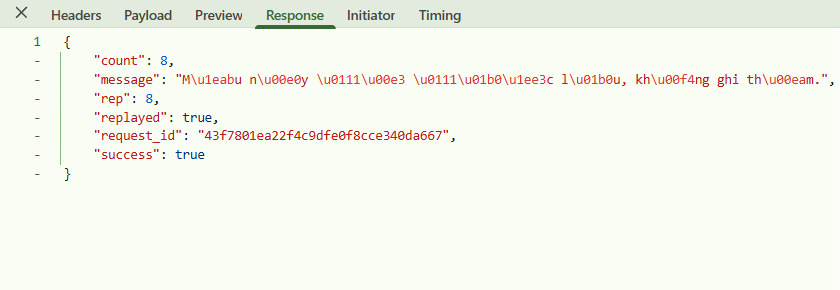 Headers Payload Preview Response Initiator Timing
1 {
- "count": 8,
- "message": "M\u1eabu n\u00e0y \u0111\u00e3 \u0111\u01b0\u1ee3c l\u01b0u, kh\u00f4ng ghi th\u00eam.",
- "rep": 8,
- "replayed": true,
- "request_id": "43f7801ea22f4c9dfe0f8cce340da667",
- "success": true
- }